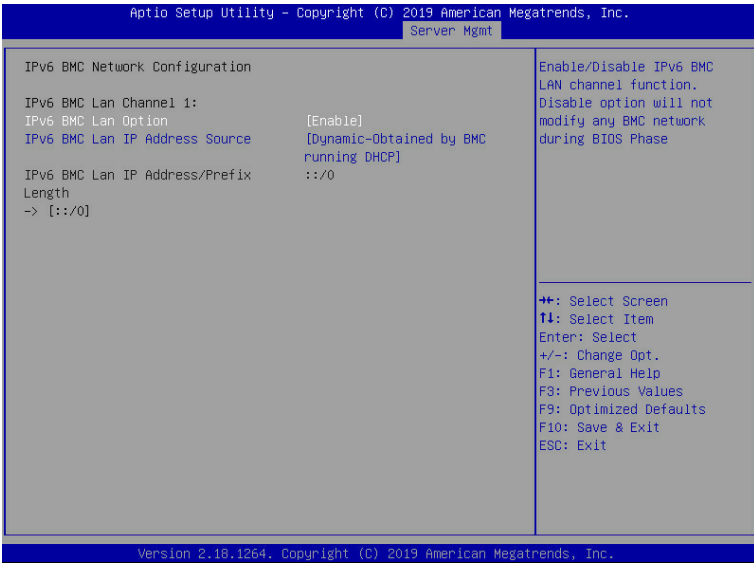 Aptio Setup Utility – Copyright (C) 2019 American Megatrends, Inc.
Server Mgmt
IPv6 BMC Network Configuration
IPv6 BMC Lan Channel 1:
IPv6 BMC Lan Option [Enable]
IPv6 BMC Lan IP Address Source [Dynamic-Obtained by BMC
running DHCP]
IPv6 BMC Lan IP Address/Prefix ::/0
Length
-> [::/0]
Enable/Disable IPv6 BMC
LAN channel function.
Disable option will not
modify any BMC network
during BIOS Phase
→←: Select Screen
↑↓: Select Item
Enter: Select
+/-: Change Opt.
F1: General Help
F3: Previous Values
F9: Optimized Defaults
F10: Save & Exit
ESC: Exit
Version 2.18.1264. Copyright (C) 2019 American Megatrends, Inc.